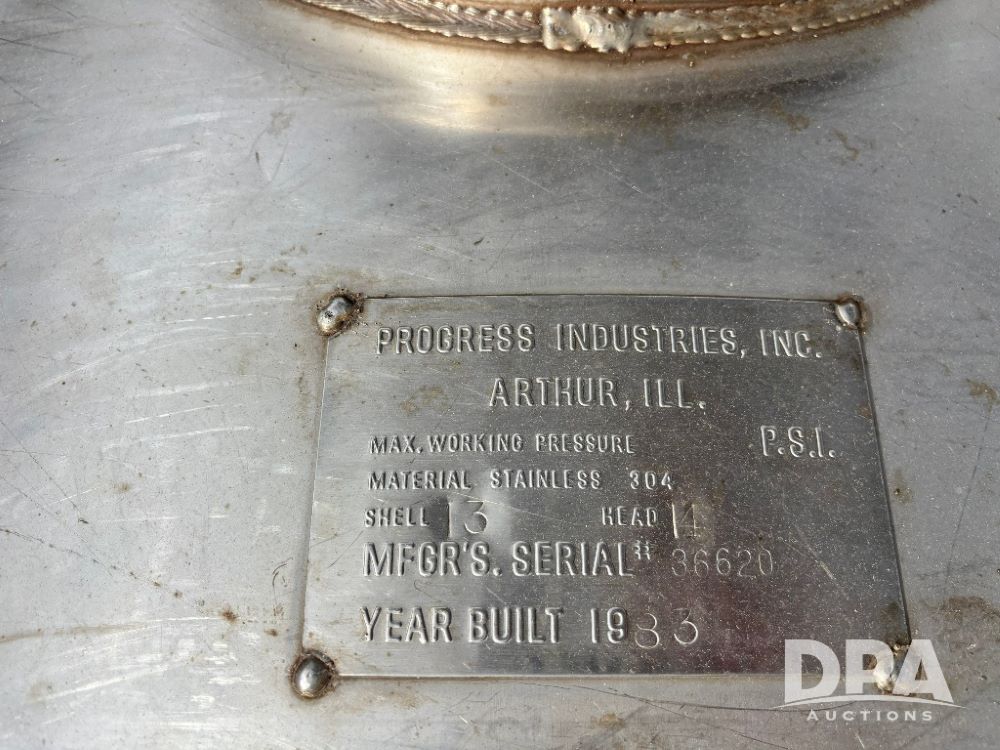 PROGRESS INDUSTRIES, INC.
ARTHUR, ILL.
MAX. WORKING PRESSURE P.S.I.
MATERIAL STAINLESS 304
SHELL 13 HEAD 14
MFGR'S. SERIAL # 36620
YEAR BUILT 1983
DPA
AUCTIONS